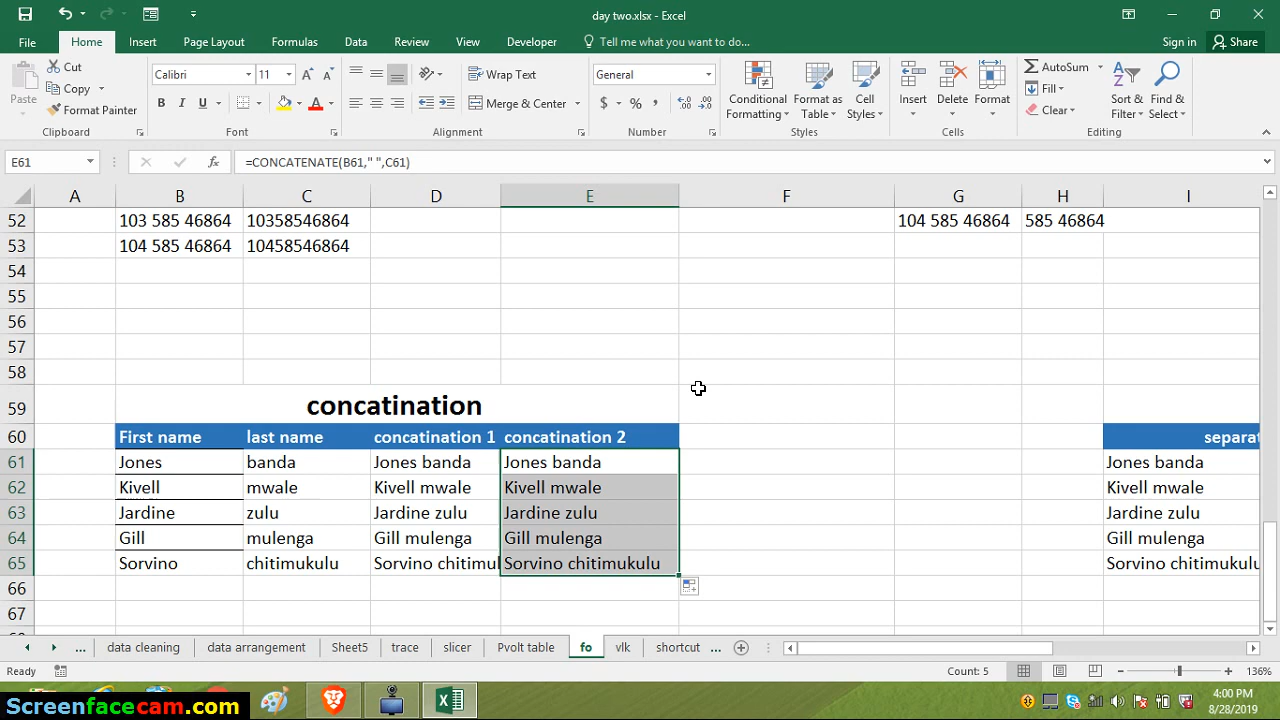 day two.xlsx - Excel
File Home Insert Page Layout Formulas Data Review View Developer Tell me what you want to do... Sign in Share
Paste Cut Copy Format Painter Clipboard
Calibri 11 B I U A Font
Wrap Text Merge & Center Alignment
General $ % , Number
Conditional Formatting Format as Table Cell Styles Styles
Insert Delete Format Cells
AutoSum Fill Clear Sort & Filter Find & Select Editing
E61 fx =CONCATENATE(B61," ",C61)
A B C D E F G H I
52 103 585 46864 10358546864 104 585 46864 585 46864
53 104 585 46864 10458546864
54
55
56
57
58
59 concatination
60 First name last name concatination 1 concatination 2 separat
61 Jones banda Jones banda Jones banda Jones banda
62 Kivell mwale Kivell mwale Kivell mwale Kivell mwale
63 Jardine zulu Jardine zulu Jardine zulu Jardine zulu
64 Gill mulenga Gill mulenga Gill mulenga Gill mulenga
65 Sorvino chitimukulu Sorvino chitimul Sorvino chitimukulu Sorvino chitimukulu
66
67
... data cleaning data arrangement Sheet5 trace slicer Pvolt table fo vlk shortcut ...
Ready Count: 5 136%
Screenfacecam.com 4:00 PM
8/28/2019